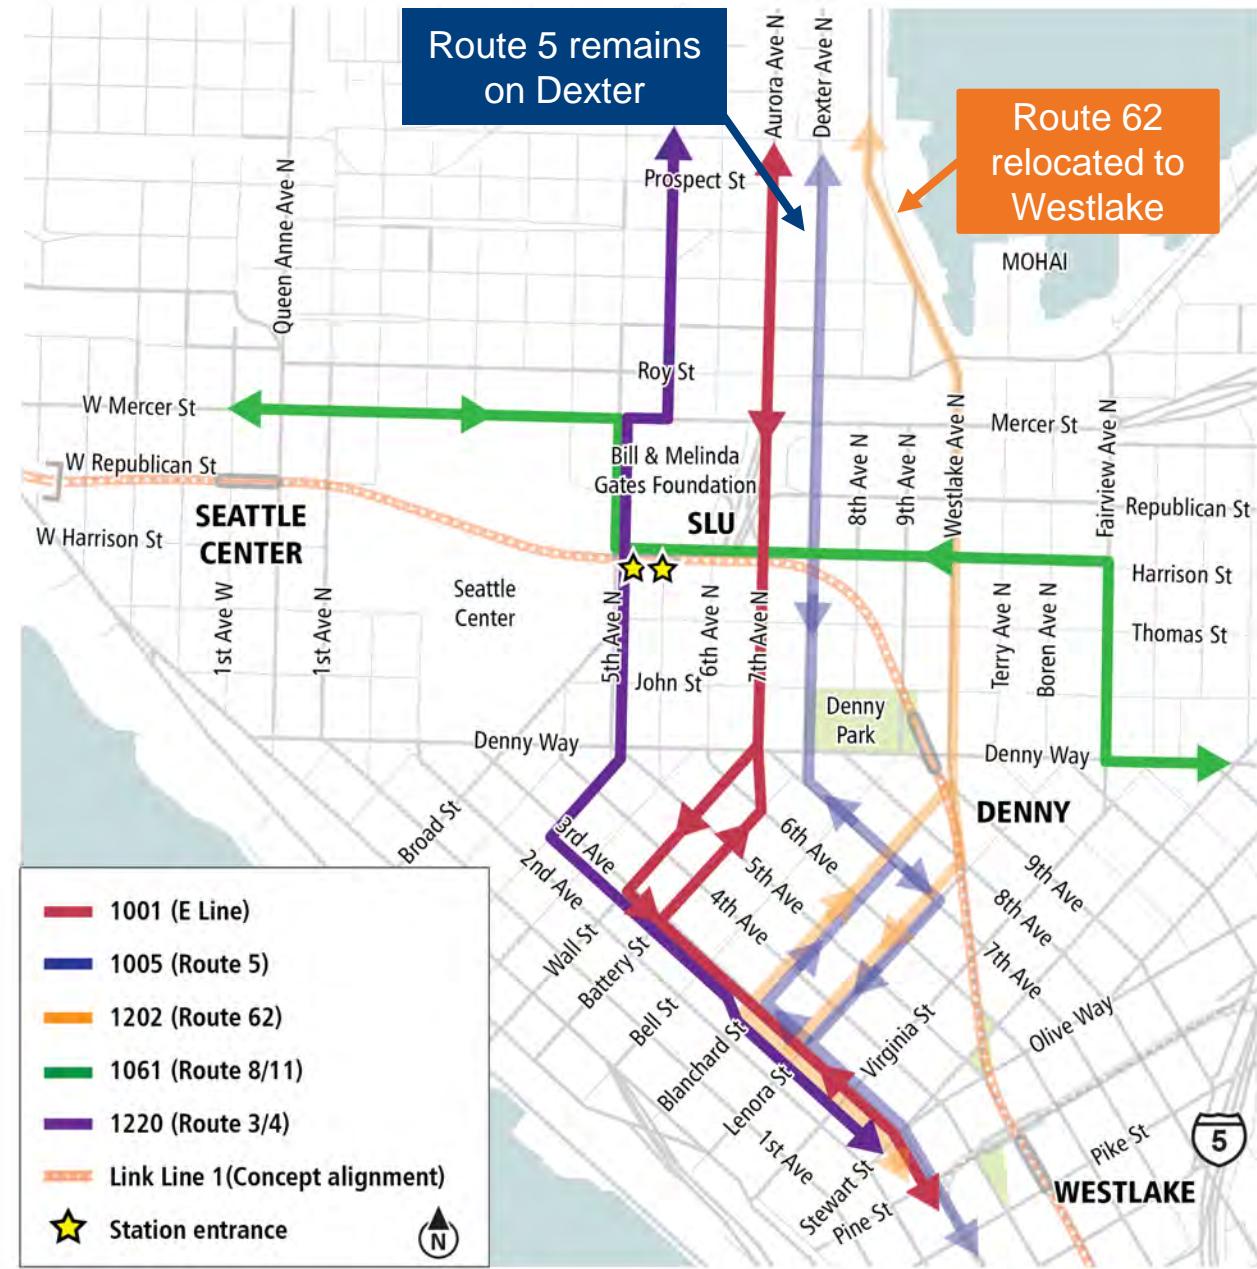 Route 5 remains
on Dexter
Aurora Ave N
Dexter Ave N
Route 62
relocated to
Westlake
Prospect St
Queen Anne Ave N
MOHAI
Roy St
W Mercer St
Mercer St
Westlake Ave N
Fairview Ave N
W Republican St
Bill & Melinda
Gates Foundation
8th Ave N
9th Ave N
Republican St
SEATTLE
CENTER
SLU
W Harrison St
Harrison St
Seattle
Center
1st Ave W
1st Ave N
5th Ave N
6th Ave N
7th Ave N
Terry Ave N
Boren Ave N
Thomas St
John St
Denny
Park
Denny Way
Denny Way
DENNY
Broad St
3rd Ave
2nd Ave
6th Ave
5th Ave
4th Ave
9th Ave
8th Ave
7th Ave
Wall St
Battery St
Bell St
Blanchard St
Lenora St
Virginia St
Olive Way
1st Ave
Stewart St
Pine St
Pike St
5
WESTLAKE
1001 (E Line)
1005 (Route 5)
1202 (Route 62)
1061 (Route 8/11)
1220 (Route 3/4)
Link Line 1(Concept alignment)
Station entrance
N